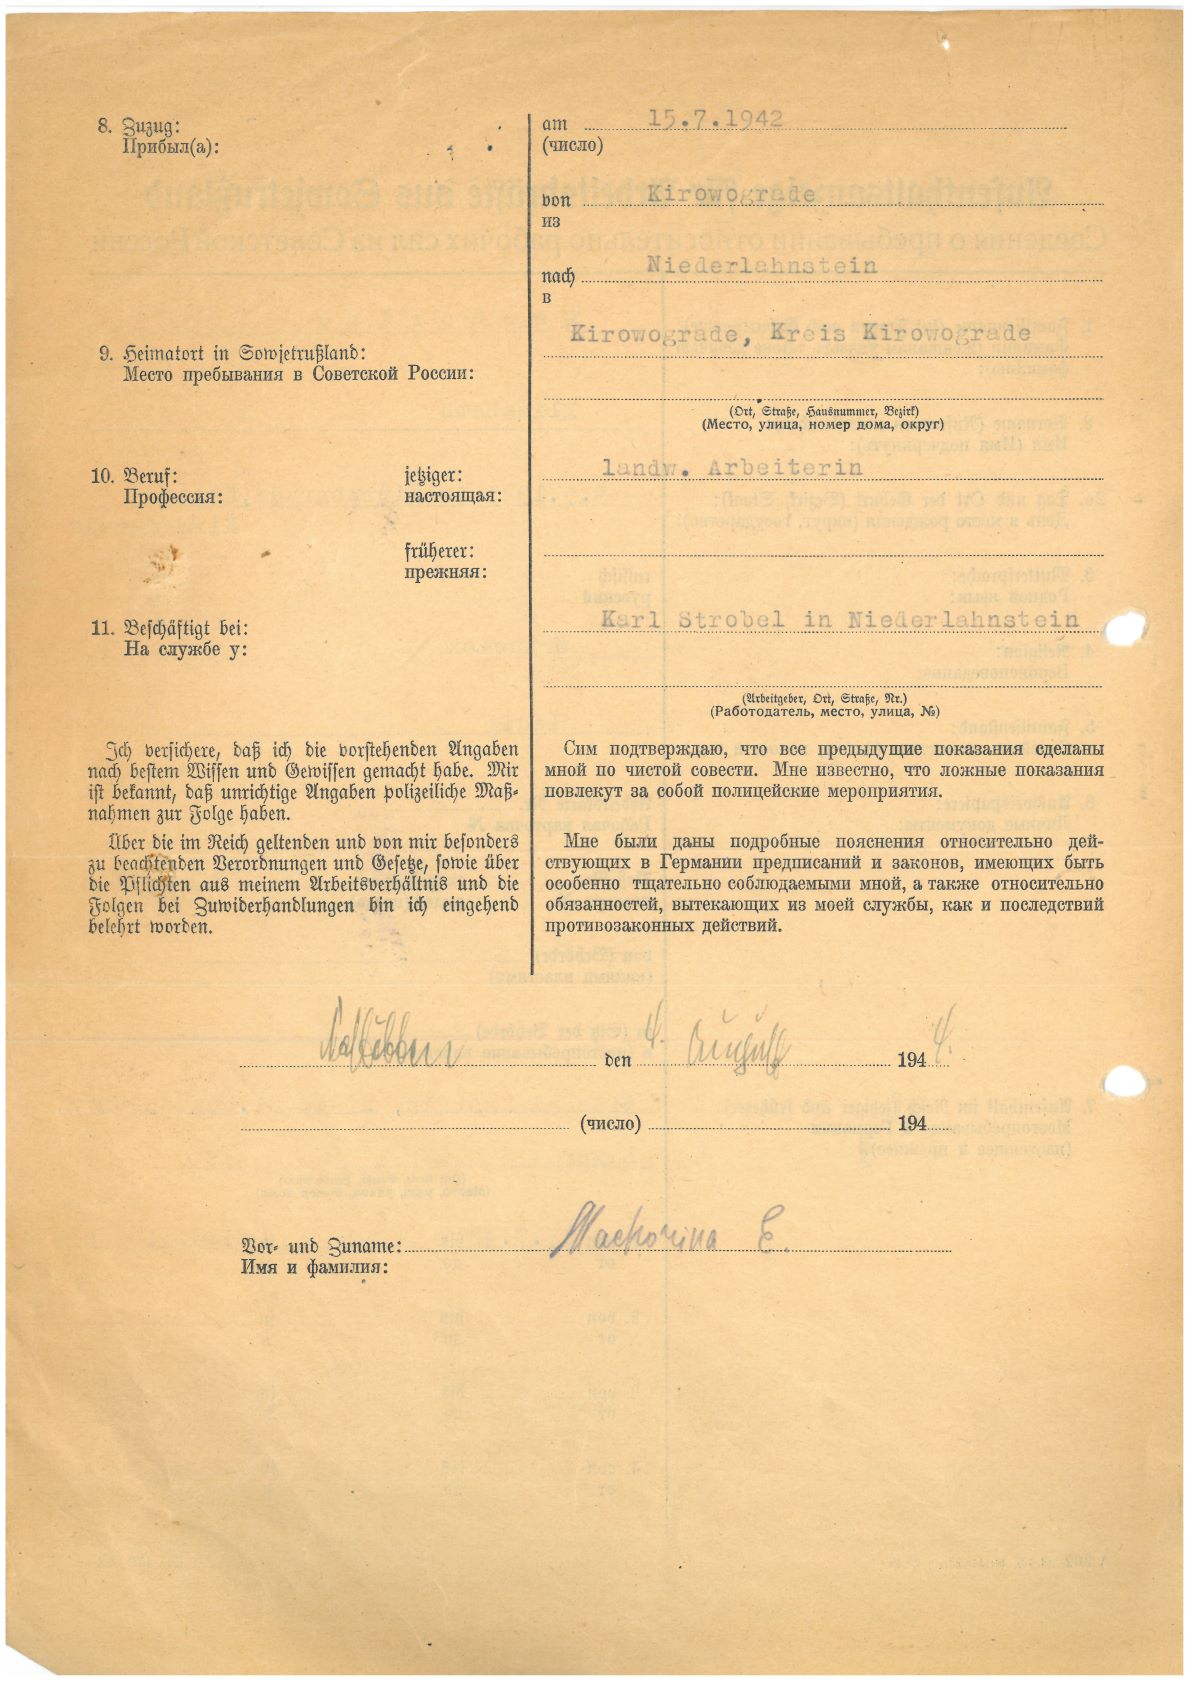 8. Zuzug:
Прибыл(а):
am 15.7.1942
(число)
von Kirowograde
из
nach Niederlahnstein
в
9. Heimatort in Sowjetrußland:
Место пребывания в Советской России:
Kirowograde, Kreis Kirowograde
(Ort, Straße, Hausnummer, Bezirk)
(Место, улица, номер дома, округ)
10. Beruf: jetziger: landw. Arbeiterin
Профессия: настоящая:
früherer:
прежняя:
11. Beschäftigt bei: Karl Strobel in Niederlahnstein
На службе у:
(Arbeitgeber, Ort, Straße, Nr.)
(Работодатель, место, улица, №)
Ich versichere, daß ich die vorstehenden Angaben
nach bestem Wissen und Gewissen gemacht habe. Mir
ist bekannt, daß unrichtige Angaben polizeiliche Maß-
nahmen zur Folge haben.
Über die im Reich geltenden und von mir besonders
zu beachtenden Verordnungen und Gesetze, sowie über
die Pflichten aus meinem Arbeitsverhältnis und die
Folgen bei Zuwiderhandlungen bin ich eingehend
belehrt worden.
Сим подтверждаю, что все предыдущие показания сделаны
мной по чистой совести. Мне известно, что ложные показания
повлекут за собой полицейские мероприятия.
Мне были даны подробные пояснения относительно дей-
ствующих в Германии предписаний и законов, имеющих быть
особенно тщательно соблюдаемыми мной, а также относительно
обязанностей, вытекающих из моей службы, как и последствий
противозаконных действий.
den 4. August 1944.
(число) 194
Vor- und Zuname: Machorina E.
Имя и фамилия: